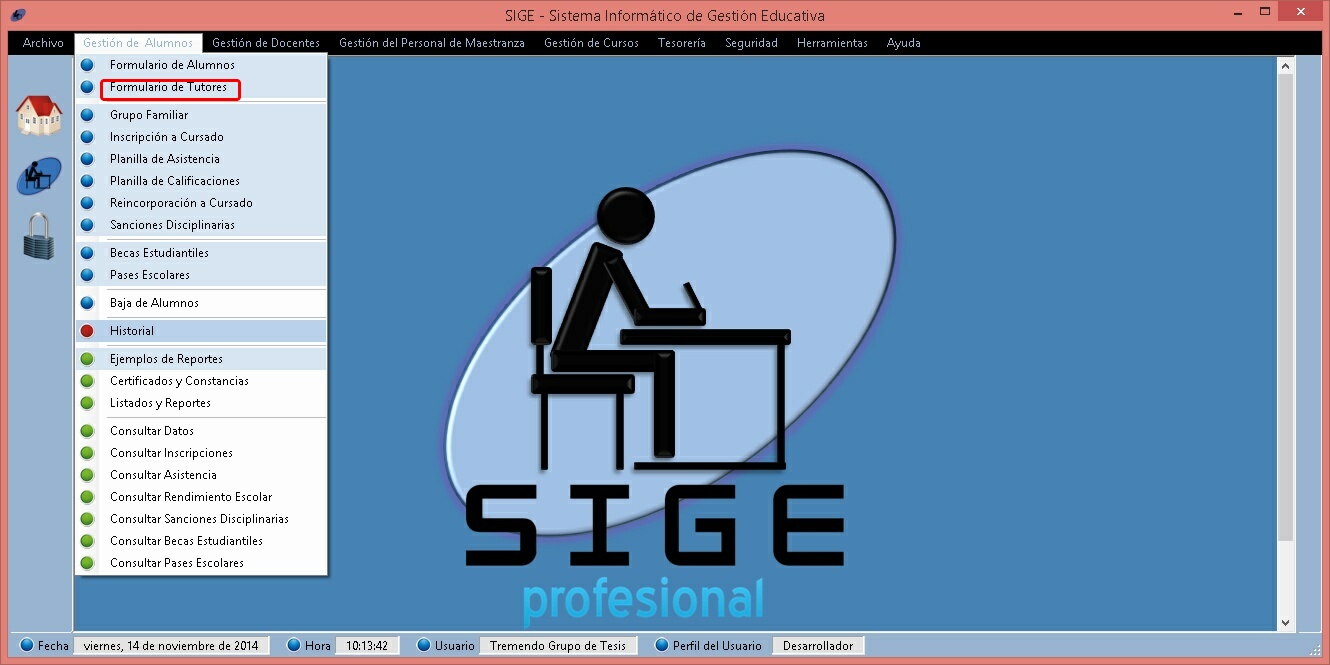 SIGE - Sistema Informático de Gestión Educativa
Archivo Gestión de Alumnos Gestión de Docentes Gestión del Personal de Maestranza Gestión de Cursos Tesorería Seguridad Herramientas Ayuda
Formulario de Alumnos
Formulario de Tutores
Grupo Familiar
Inscripción a Cursado
Planilla de Asistencia
Planilla de Calificaciones
Reincorporación a Cursado
Sanciones Disciplinarias
Becas Estudiantiles
Pases Escolares
Baja de Alumnos
Historial
Ejemplos de Reportes
Certificados y Constancias
Listados y Reportes
Consultar Datos
Consultar Inscripciones
Consultar Asistencia
Consultar Rendimiento Escolar
Consultar Sanciones Disciplinarias
Consultar Becas Estudiantiles
Consultar Pases Escolares
SIGE
profesional
Fecha viernes, 14 de noviembre de 2014 Hora 10:13:42 Usuario Tremendo Grupo de Tesis Perfil del Usuario Desarrollador